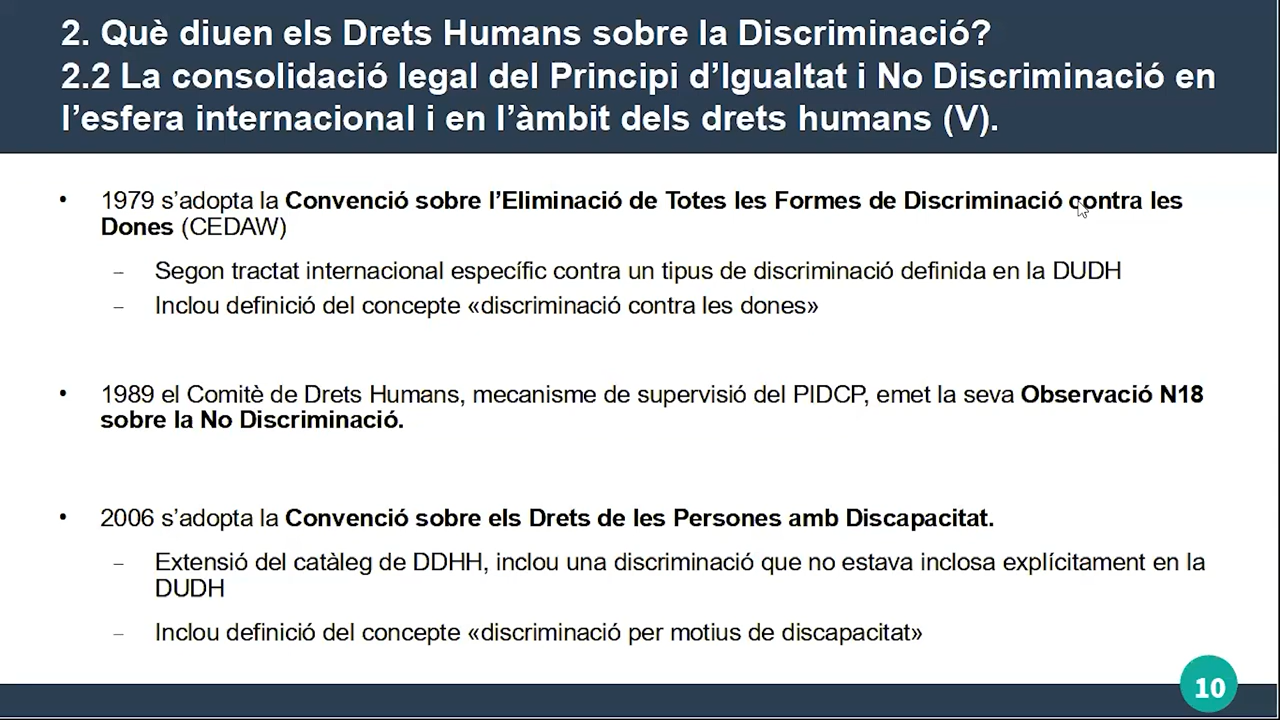 2. Què diuen els Drets Humans sobre la Discriminació?
2.2 La consolidació legal del Principi d’Igualtat i No Discriminació en
l’esfera internacional i en l’àmbit dels drets humans (V).
• 1979 s’adopta la Convenció sobre l’Eliminació de Totes les Formes de Discriminació contra les
Dones (CEDAW)
– Segon tractat internacional específic contra un tipus de discriminació definida en la DUDH
– Inclou definició del concepte «discriminació contra les dones»
• 1989 el Comitè de Drets Humans, mecanisme de supervisió del PIDCP, emet la seva Observació N18
sobre la No Discriminació.
• 2006 s’adopta la Convenció sobre els Drets de les Persones amb Discapacitat.
– Extensió del catàleg de DDHH, inclou una discriminació que no estava inclosa explícitament en la
DUDH
– Inclou definició del concepte «discriminació per motius de discapacitat»
10